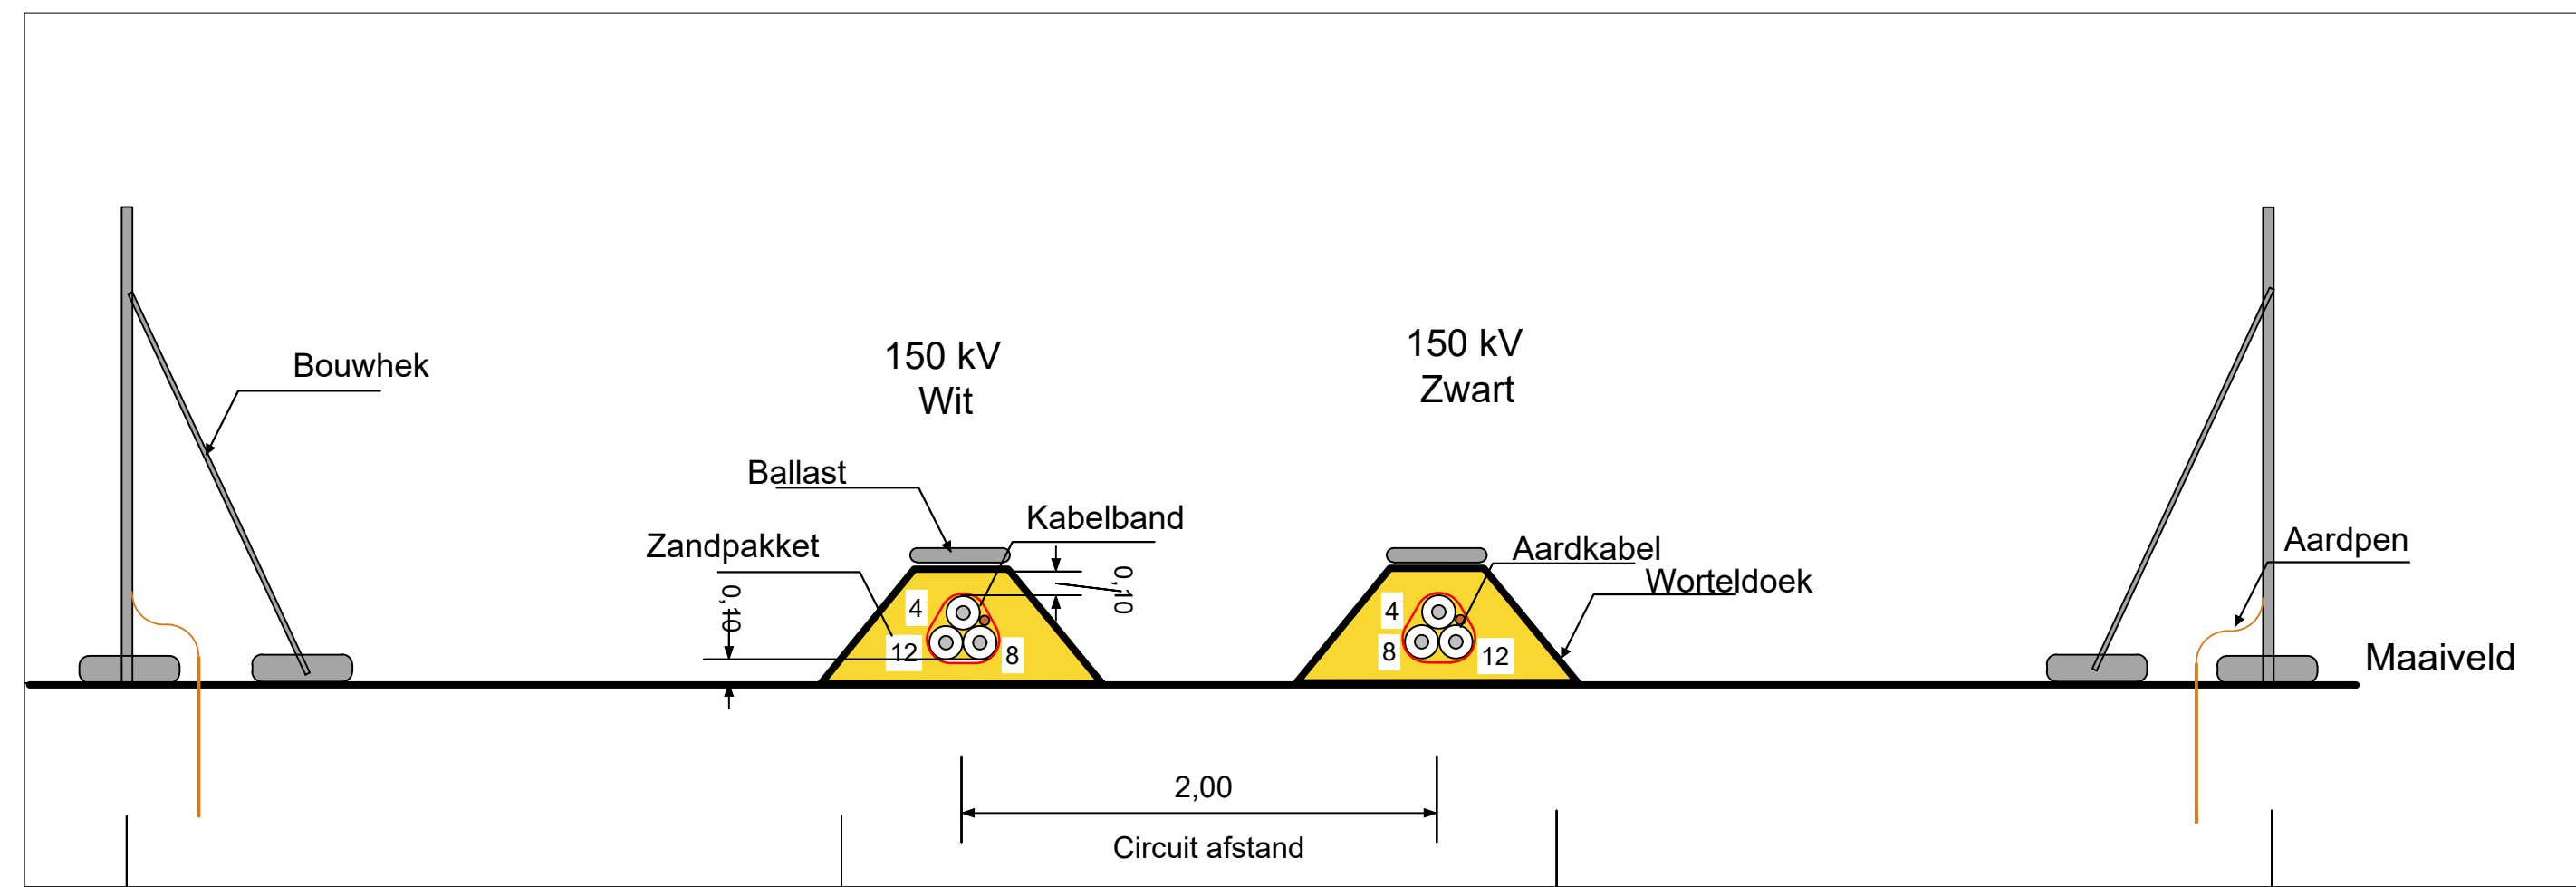 150 kV
Wit
150 kV
Zwart
Bouwhek
Ballast
Kabelband
Zandpakket
Aardkabel
Aardpen
Worteldoek
0,10
0,10
4
12
8
4
8
12
Maaiveld
2,00
Circuit afstand